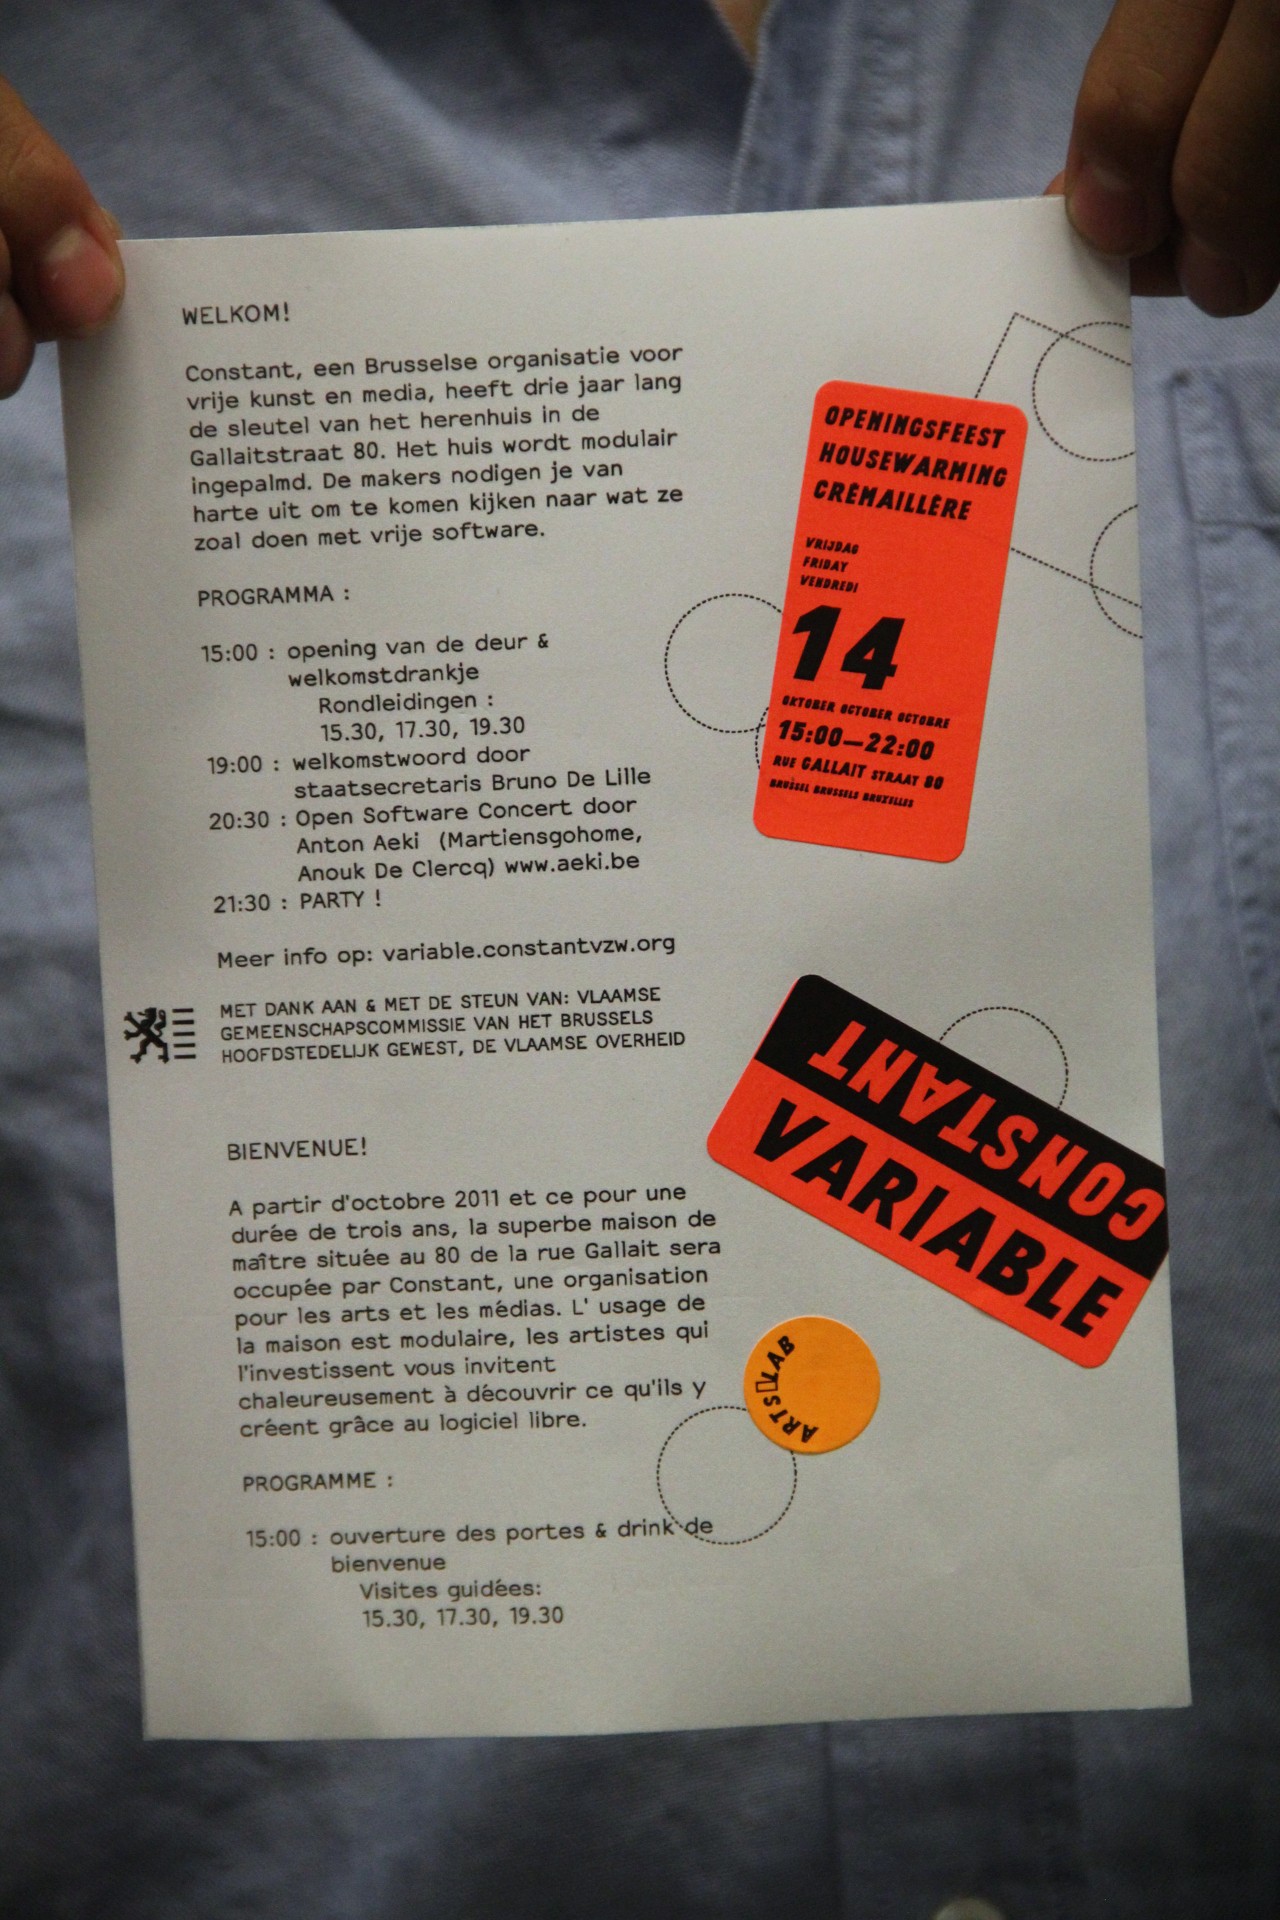 WELKOM!
Constant, een Brusselse organisatie voor
vrije kunst en media, heeft drie jaar lang
de sleutel van het herenhuis in de
Gallaitstraat 80. Het huis wordt modulair
ingepalmd. De makers nodigen je van
harte uit om te komen kijken naar wat ze
zoal doen met vrije software.
PROGRAMMA :
15:00 : opening van de deur &
welkomstdrankje
Rondleidingen :
15.30, 17.30, 19.30
19:00 : welkomstwoord door
staatsecretaris Bruno De Lille
20:30 : Open Software Concert door
Anton Aeki (Martiensgohome,
Anouk De Clercq) www.aeki.be
21:30 : PARTY !
Meer info op: variable.constantvzw.org
MET DANK AAN & MET DE STEUN VAN: VLAAMSE
GEMEENSCHAPSCOMMISSIE VAN HET BRUSSELS
HOOFDSTEDELIJK GEWEST, DE VLAAMSE OVERHEID
BIENVENUE!
A partir d'octobre 2011 et ce pour une
durée de trois ans, la superbe maison de
maître située au 80 de la rue Gallait sera
occupée par Constant, une organisation
pour les arts et les médias. L' usage de
la maison est modulaire, les artistes qui
l'investissent vous invitent
chaleureusement à découvrir ce qu'ils y
créent grâce au logiciel libre.
PROGRAMME :
15:00 : ouverture des portes & drink de
bienvenue
Visites guidées:
15.30, 17.30, 19.30
OPENINGSFEEST
HOUSEWARMING
CRÉMAILLÈRE
VRIJDAG
FRIDAY
VENDREDI
14
OKTOBER OCTOBER OCTOBRE
15:00—22:00
RUE GALLAIT STRAAT 80
BRUSSEL BRUSSELS BRUXELLES
CONSTANT
VARIABLE
ARTS LAB